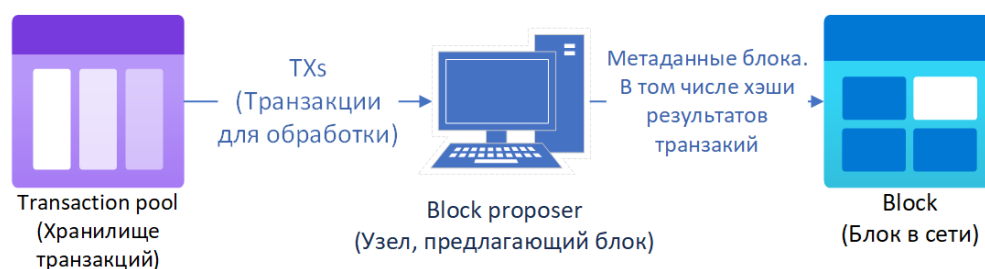 TXs
(Транзакции
для обработки)
Метаданные блока.
В том числе хэши
результатов
транзакий
Transaction pool
(Хранилище
транзакций)
Block proposer
(Узел, предлагающий блок)
Block
(Блок в сети)